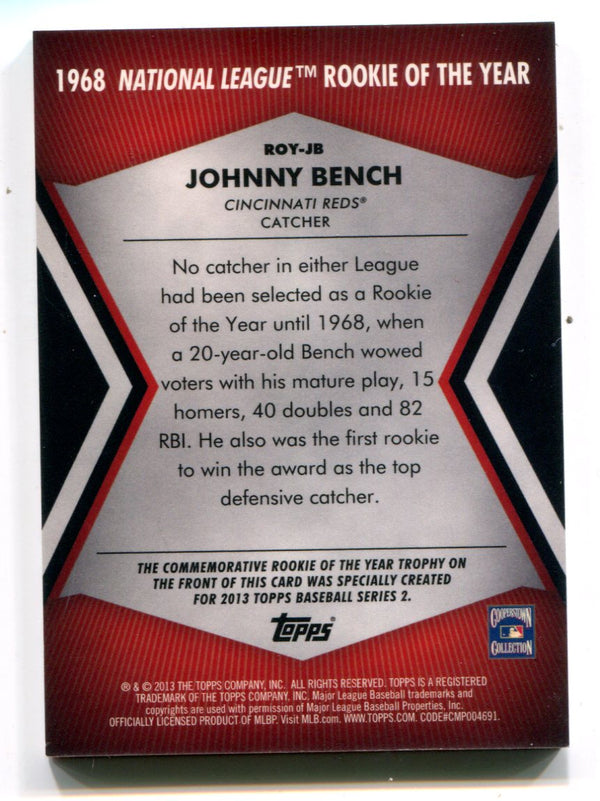 1968 NATIONAL LEAGUE™ ROOKIE OF THE YEAR
ROY-JB
JOHNNY BENCH
CINCINNATI REDS®
CATCHER
No catcher in either League
had been selected as a Rookie
of the Year until 1968, when
a 20-year-old Bench wowed
voters with his mature play, 15
homers, 40 doubles and 82
RBI. He also was the first rookie
to win the award as the top
defensive catcher.
THE COMMEMORATIVE ROOKIE OF THE YEAR TROPHY ON
THE FRONT OF THIS CARD WAS SPECIALLY CREATED
FOR 2013 TOPPS BASEBALL SERIES 2.
topps®
COOPERSTOWN
COLLECTION
® & © 2013 THE TOPPS COMPANY, INC. ALL RIGHTS RESERVED. TOPPS IS A REGISTERED
TRADEMARK OF THE TOPPS COMPANY, INC. Major League Baseball trademarks and
copyrights are used with permission of Major League Baseball Properties, Inc.
OFFICIALLY LICENSED PRODUCT OF MLBP. Visit MLB.com. WWW.TOPPS.COM. CODE#CMP004691.